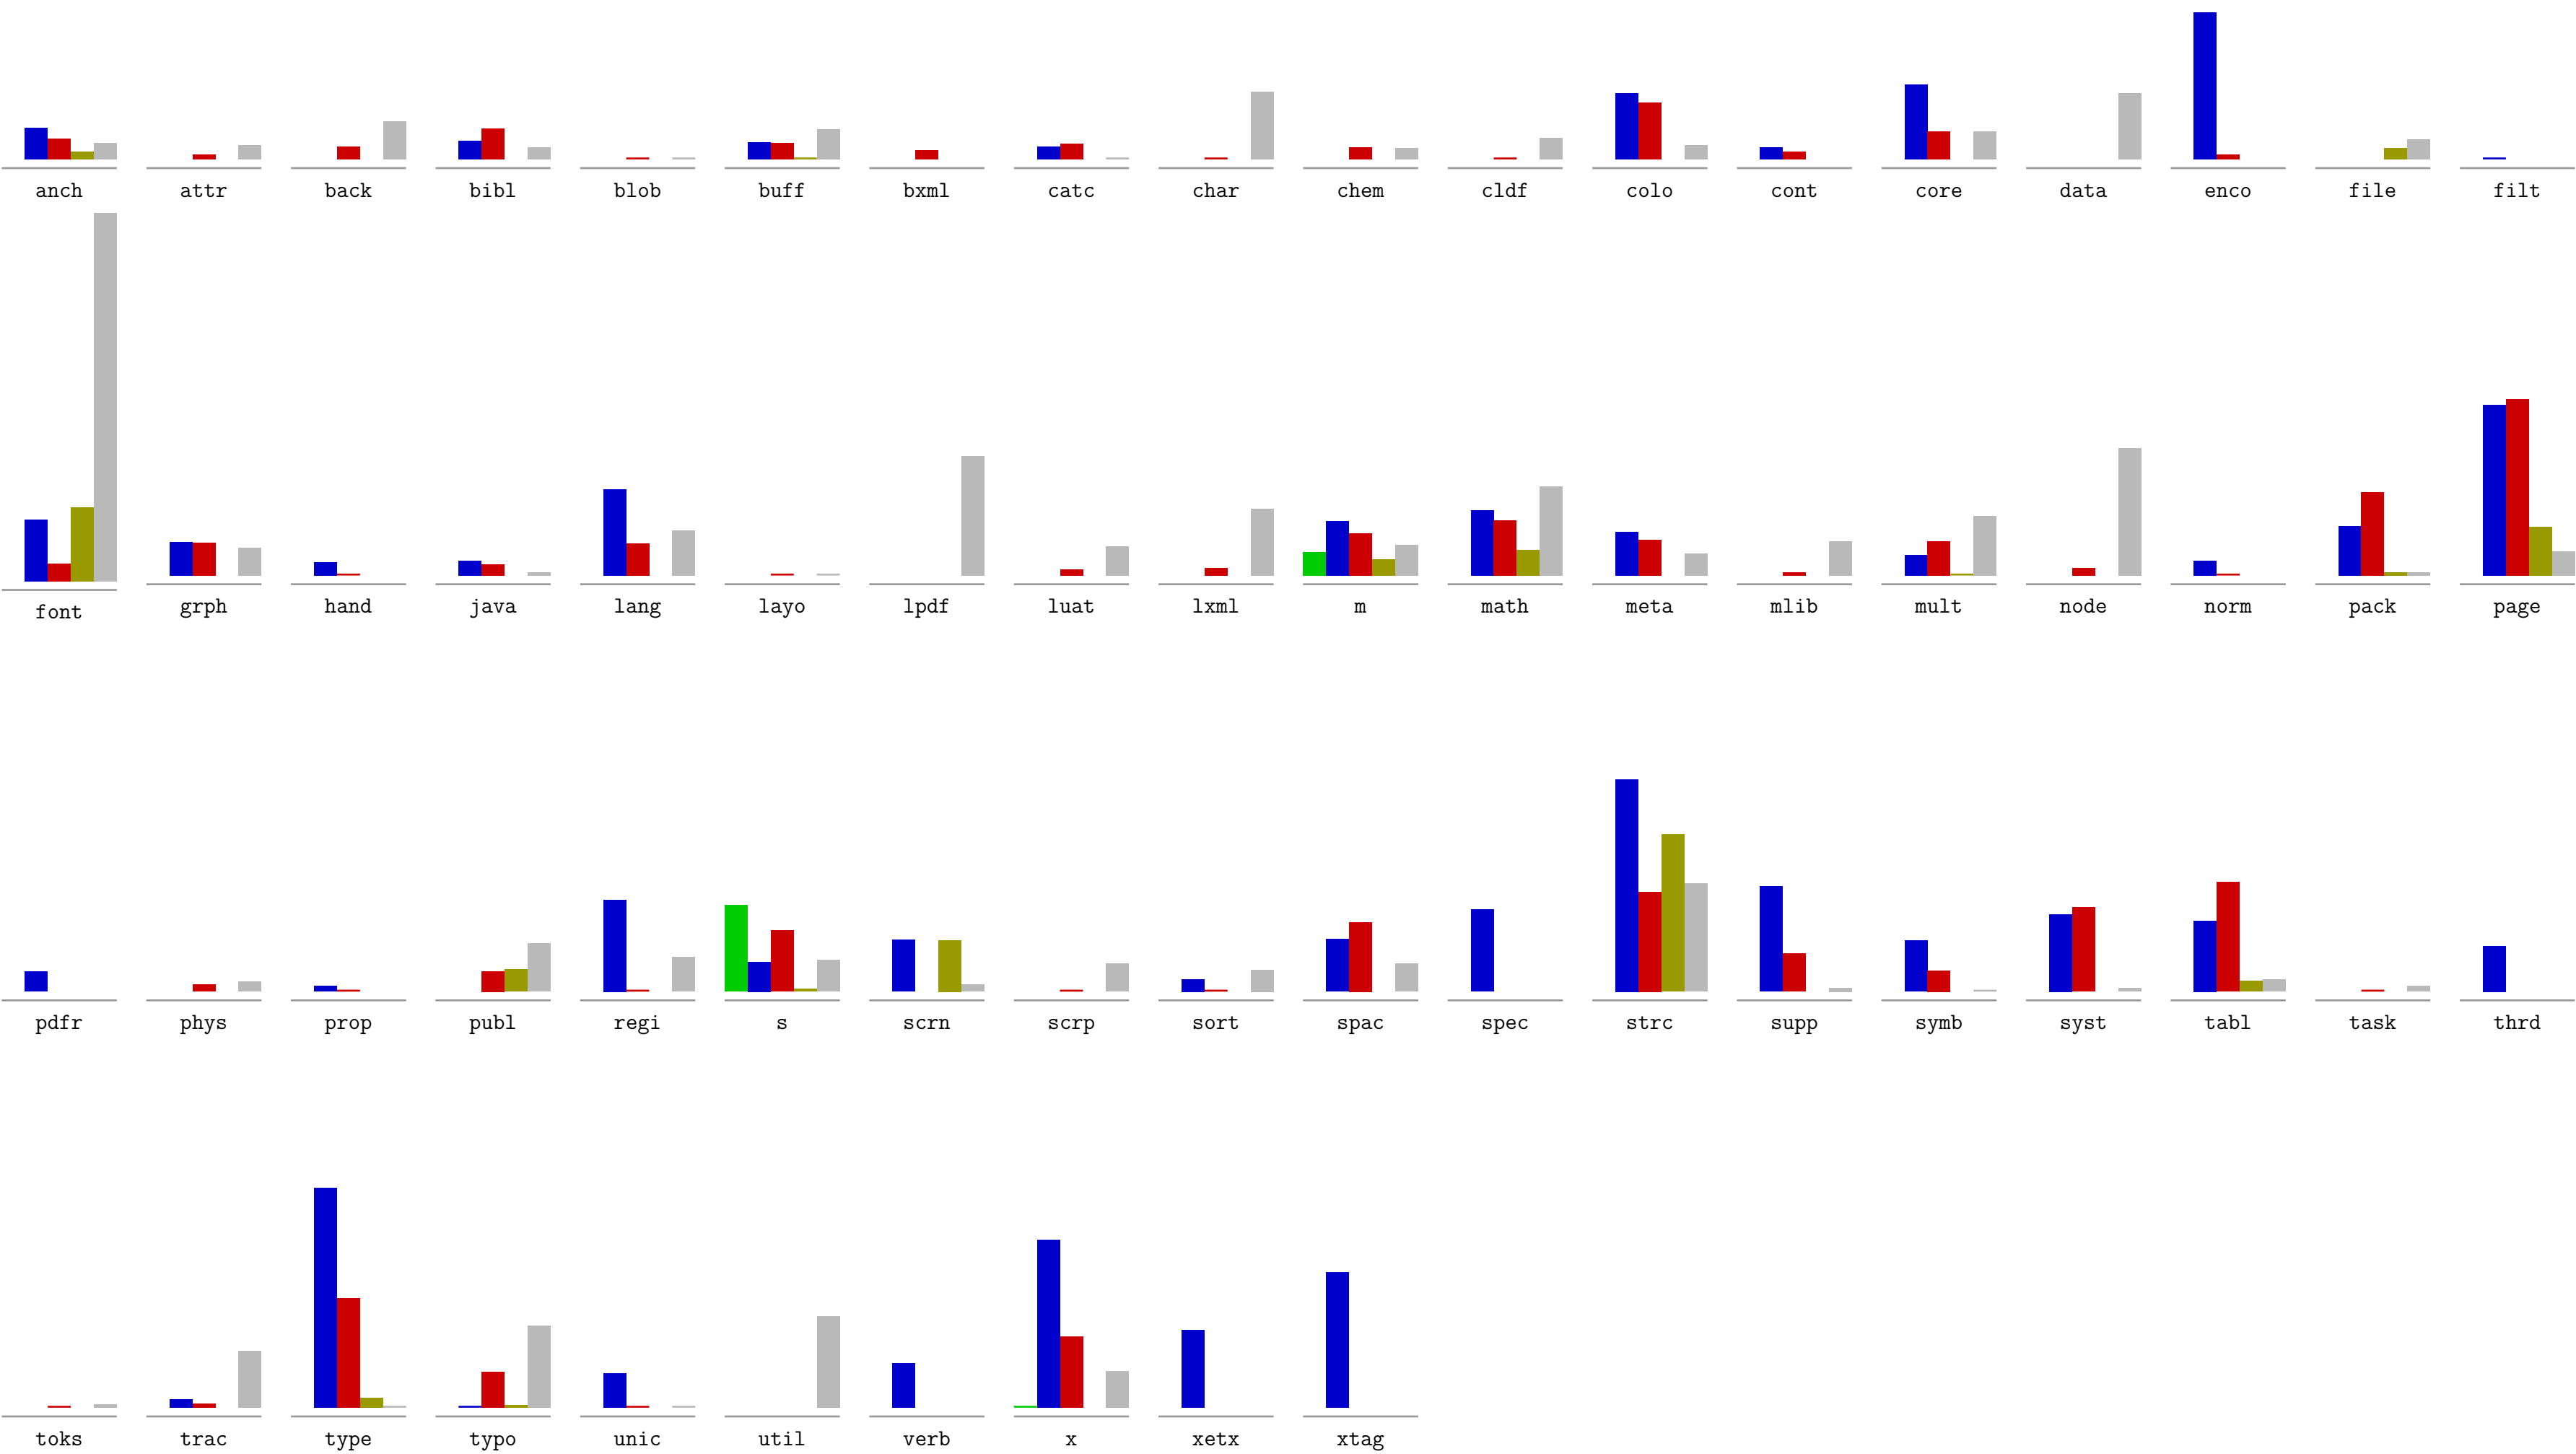 anch attr back bibl blob buff bxml catc char chem cldf colo cont core data enco file filt
font grph hand java lang layo lpdf luat lxml m math meta mlib mult node norm pack page
pdfr phys prop publ regi s scrn scrp sort spac spec strc supp symb syst tabl task thrd
toks trac type typo unic util verb x xetx xtag